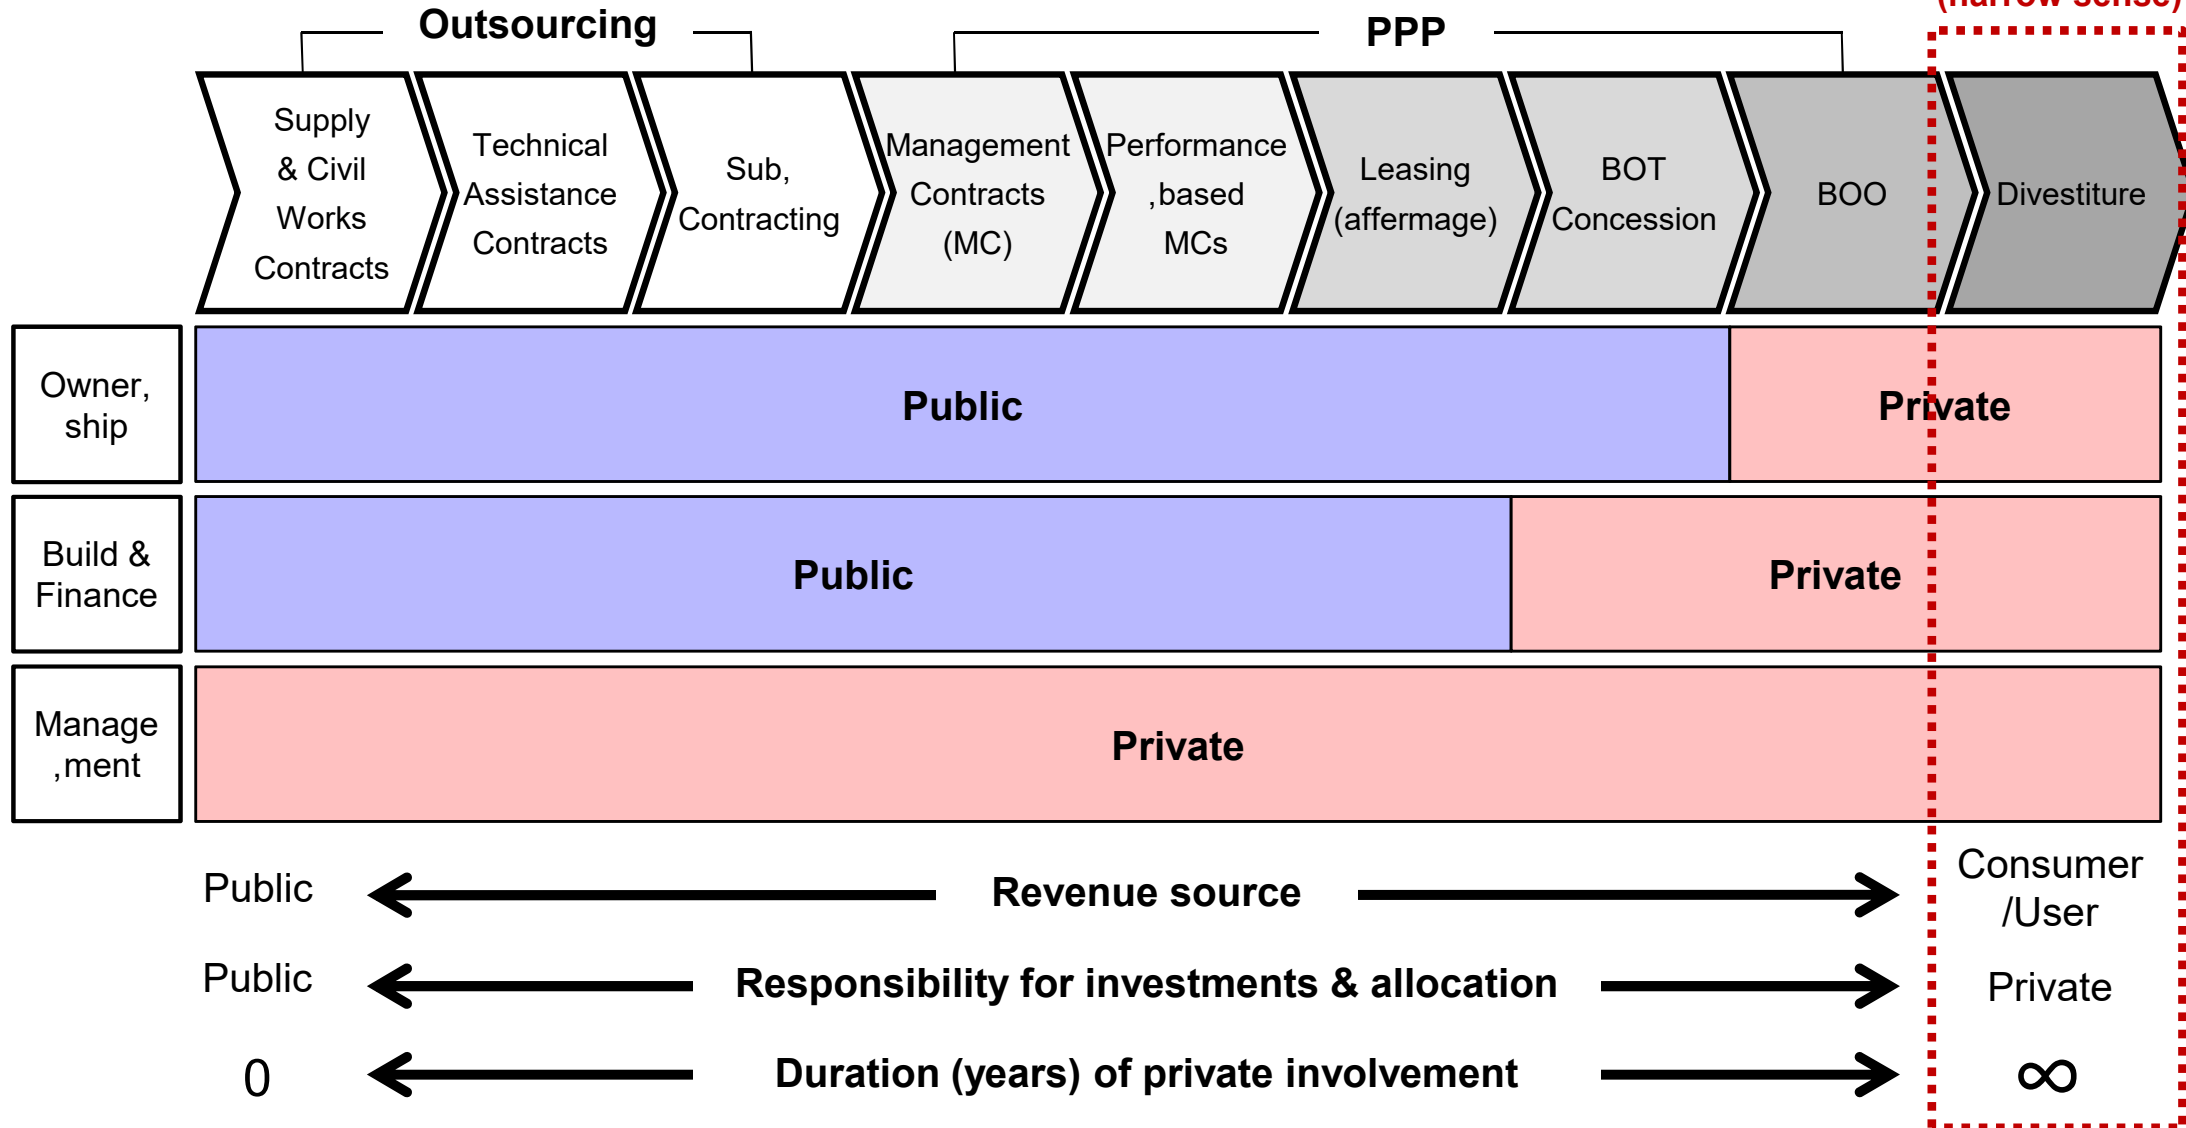 (narrow sense)
Outsourcing
PPP
Supply
& Civil
Works
Contracts
Technical
Assistance
Contracts
Sub,
Contracting
Management
Contracts
(MC)
Performance
,based
MCs
Leasing
(affermage)
BOT
Concession
BOO
Divestiture
Owner,
ship
Public
Private
Build &
Finance
Public
Private
Manage
,ment
Private
Public
Revenue source
Consumer
/User
Public
Responsibility for investments & allocation
Private
0
Duration (years) of private involvement
∞